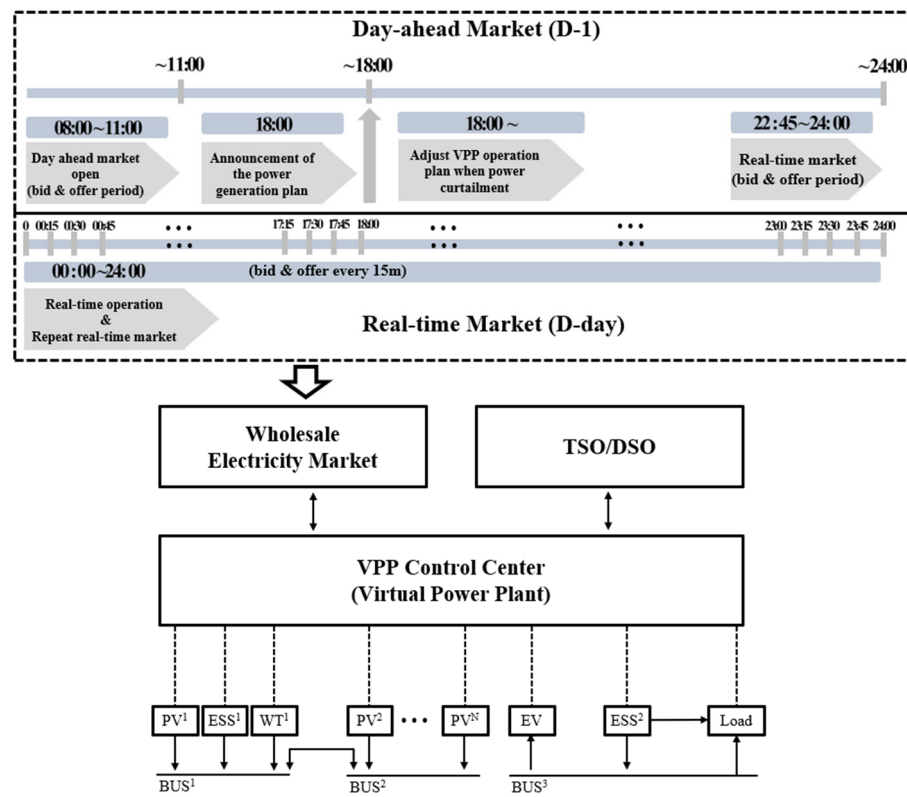 Day-ahead Market (D-1)
~11:00
~18:00
~24:00
08:00~11:00
18:00
18:00 ~
22:45~24:00
Day ahead market
open
(bid & offer period)
Announcement of
the power
generation plan
Adjust VPP operation
plan when power
curtailment
Real-time market
(bid & offer period)
0 00:15 00:30 00:45 ••• 17:15 17:30 17:45 18:00 ••• ••• 23:00 23:15 23:30 23:45 24:00
••• ••• •••
00:00~24:00
(bid & offer every 15m)
Real-time operation
&
Repeat real-time market
Real-time Market (D-day)
Wholesale
Electricity Market
TSO/DSO
VPP Control Center
(Virtual Power Plant)
PV¹ ESS¹ WT¹ PV² ••• PVᴺ EV ESS² Load
BUS¹ BUS² BUS³